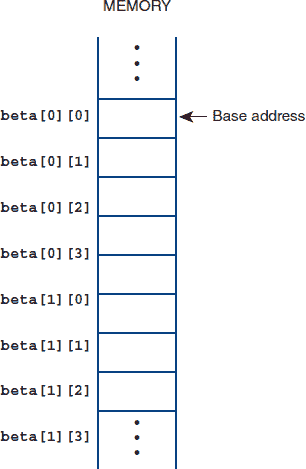 MEMORY
beta[0][0]
Base address
beta[0][1]
beta[0][2]
beta[0][3]
beta[1][0]
beta[1][1]
beta[1][2]
beta[1][3]